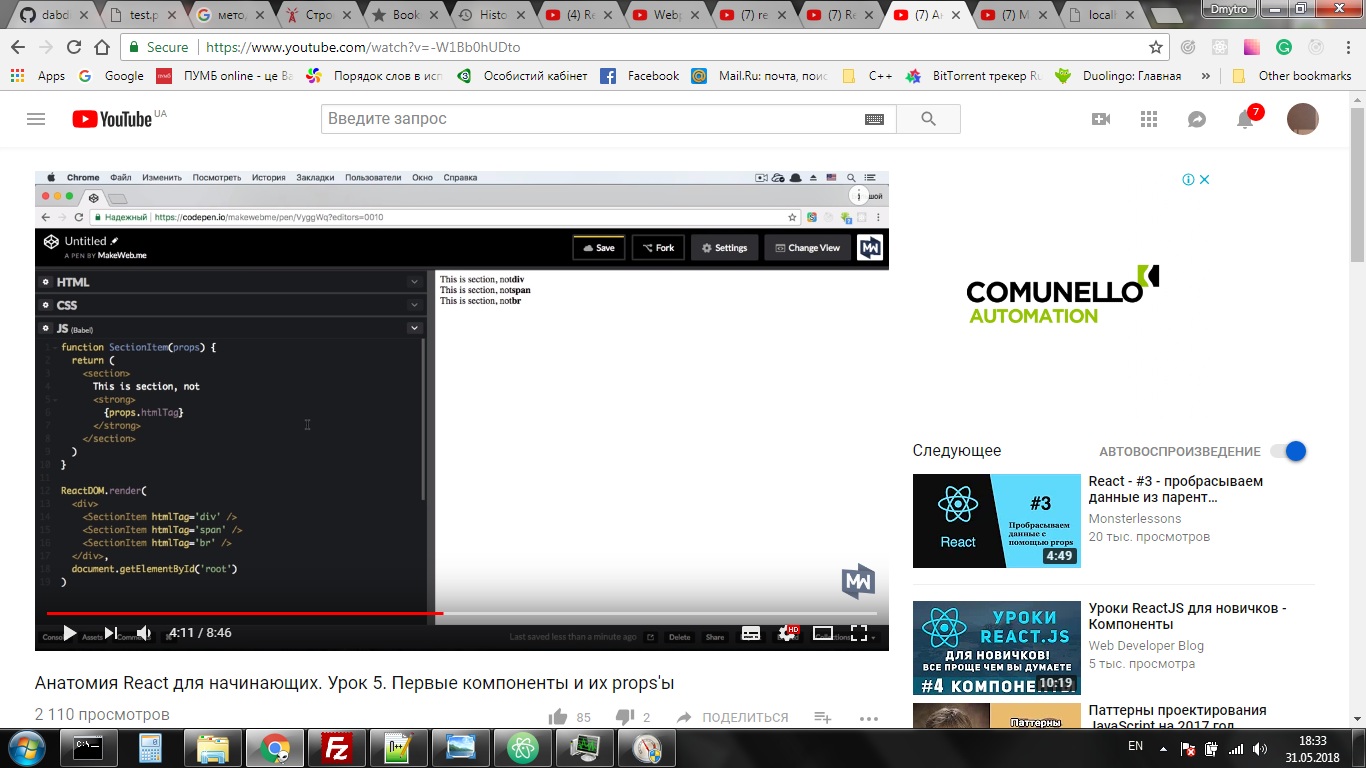 dabd
test.p
мето
Стро
Book
Histo
(4) Re
Webp
(7) re
(7) Re
(7) Ан
(7) М
local
Dmytro
Secure
https://www.youtube.com/watch?v=-W1Bb0hUDto
Apps
Google
ПУМБ online - це Ва
Порядок слов в исп
Особистий кабінет
Facebook
Mail.Ru: почта, поис
C++
BitTorrent трекер Ru
Duolingo: Главная
»
Other bookmarks
YouTube UA
Введите запрос
7
Chrome Файл Изменить Посмотреть История Закладки Пользователи Окно Справка
Надежный https://codepen.io/makewebme/pen/VyggWq?editors=0010
Untitled
A PEN BY MakeWeb.me
Save
Fork
Settings
Change View
MW
HTML
CSS
JS (Babel)
1 function SectionItem(props) {
2 return (
3 <section>
4 This is section, not
5 <strong>
6 {props.htmlTag}
7 </strong>
8 </section>
9 )
10 }
11
12 ReactDOM.render(
13 <div>
14 <SectionItem htmlTag='div' />
15 <SectionItem htmlTag='span' />
16 <SectionItem htmlTag='br' />
17 </div>,
18 document.getElementById('root')
19 )
This is section, notdiv
This is section, notspan
This is section, notbr
MW
4:11 / 8:46
Last saved less than a minute ago
Delete
Share
HD
Анатомия React для начинающих. Урок 5. Первые компоненты и их props'ы
2 110 просмотров
85
2
ПОДЕЛИТЬСЯ
COMUNELLO
AUTOMATION
Следующее
АВТОВОСПРОИЗВЕДЕНИЕ
#3
Пробрасываем
данные с
помощью props
React
4:49
React - #3 - пробрасываем
данные из парент…
Monsterlessons
20 тыс. просмотров
УРОКИ
REACT.JS
ДЛЯ НОВИЧКОВ!
ВСЕ ПРОЩЕ ЧЕМ ВЫ ДУМАЕТЕ
#4 КОМПОНЕНТЫ
10:19
Уроки ReactJS для новичков -
Компоненты
Web Developer Blog
5 тыс. просмотра
Паттерны
Паттерны проектирования
JavaScript на 2017 год
C:\_
EN
18:33
31.05.2018